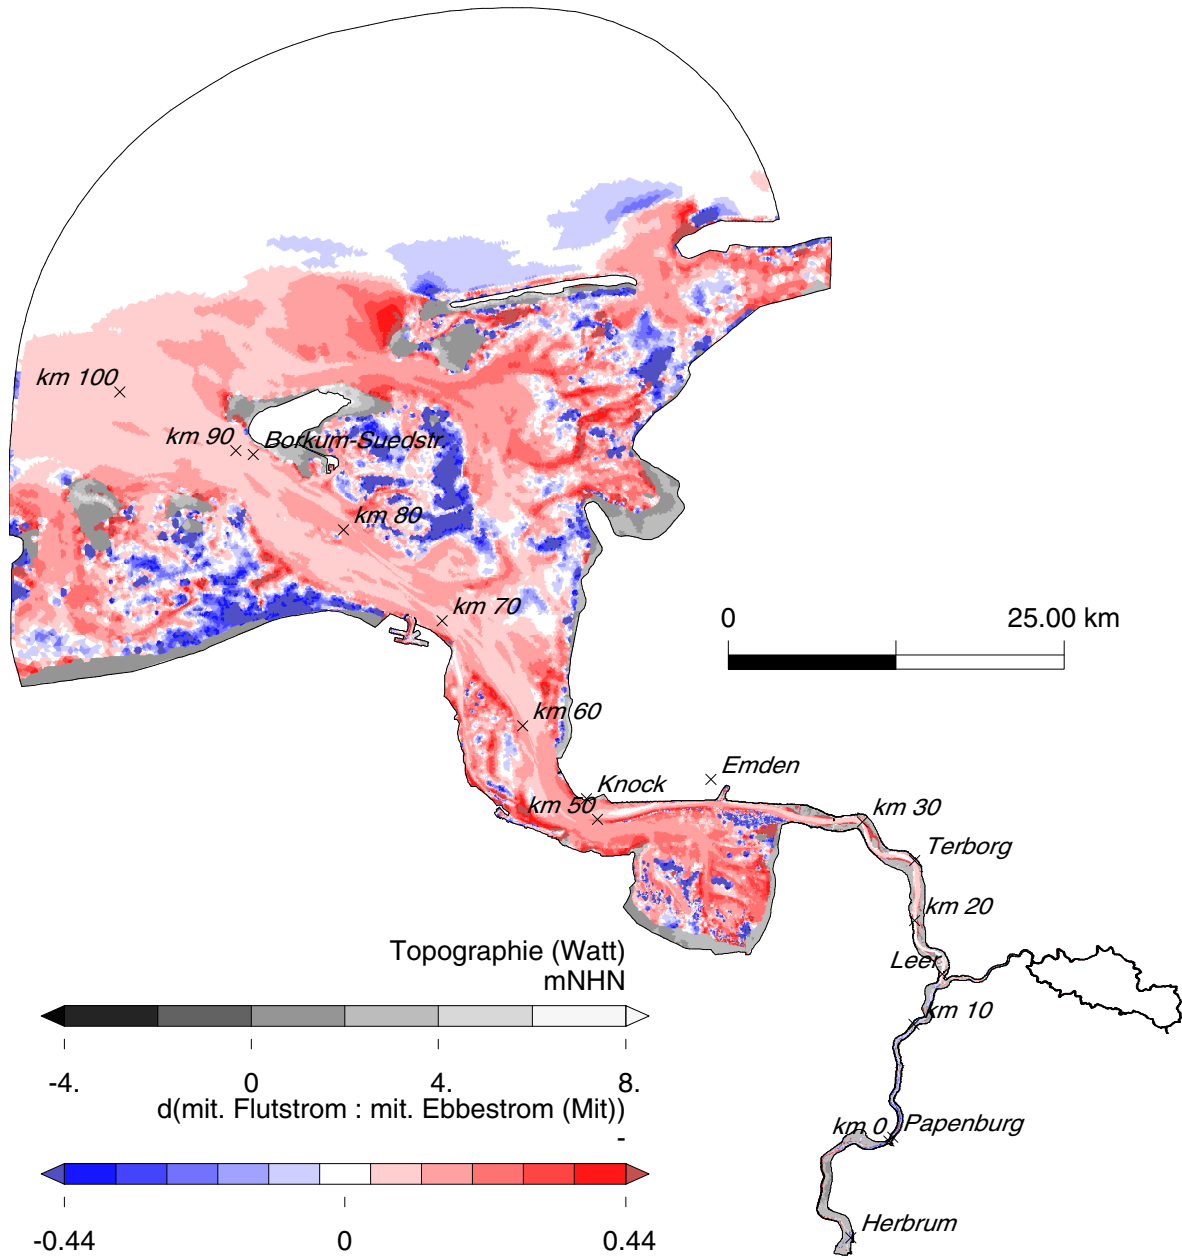 km 100
km 90
Borkum-Suedstr.
km 80
km 70
0
25.00 km
km 60
Emden
Knock
km 50
km 30
Terborg
km 20
Leer
km 10
Topographie (Watt)
mNHN
-4.
0
4.
8.
d(mit. Flutstrom : mit. Ebbestrom (Mit))
-
km 0
Papenburg
Herbrum
-0.44
0
0.44